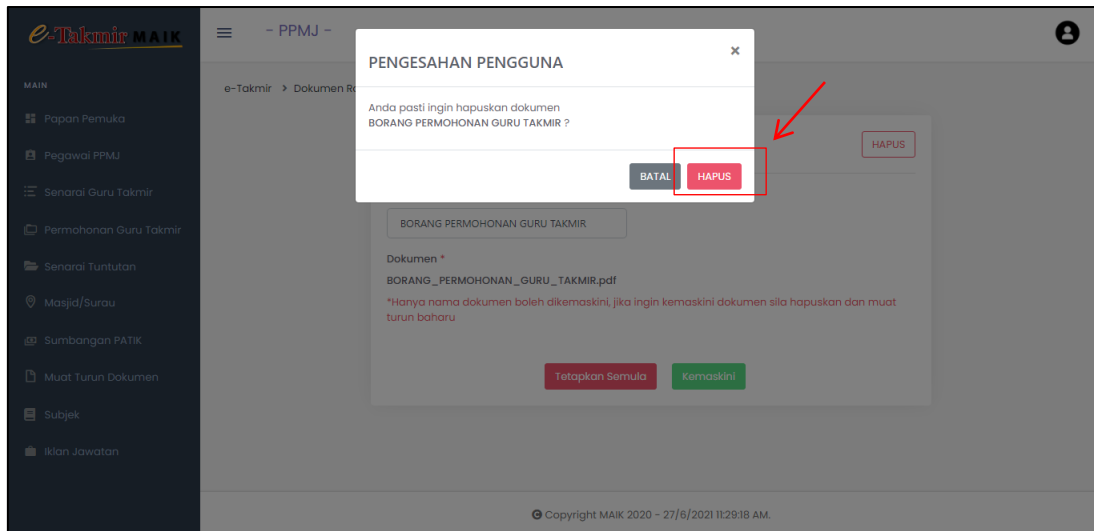 e-Takmir MAIK
- PPMJ -
MAIN
Papan Pemuka
Pegawai PPMJ
Senarai Guru Takmir
Permohonan Guru Takmir
Senarai Tuntutan
Masjid/Surau
Sumbangan PATIK
Muat Turun Dokumen
Subjek
Iklan Jawatan
e-Takmir > Dokumen
PENGESAHAN PENGGUNA
×
Anda pasti ingin hapuskan dokumen
BORANG PERMOHONAN GURU TAKMIR ?
BATAL
HAPUS
HAPUS
BORANG PERMOHONAN GURU TAKMIR
Dokumen *
BORANG_PERMOHONAN_GURU_TAKMIR.pdf
*Hanya nama dokumen boleh dikemaskini, jika ingin kemaskini dokumen sila hapuskan dan muat
turun baharu
Tetapkan Semula
Kemaskini
Copyright MAIK 2020 - 27/6/2021 11:29:18 AM.